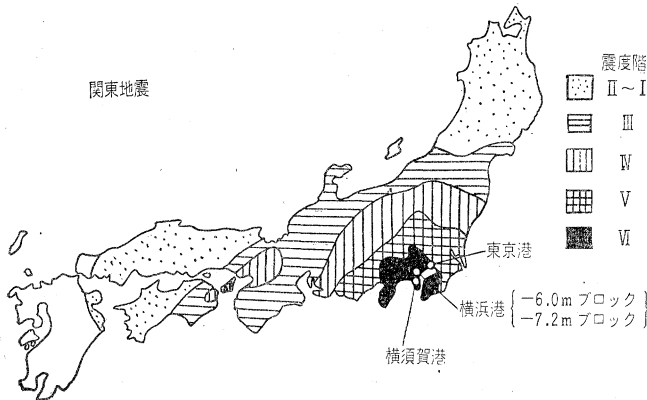 関東地震
震度階
Ⅱ～Ⅰ
Ⅲ
Ⅳ
Ⅴ
Ⅵ
東京港
横浜港{－6.0mブロック}
{－7.2mブロック}
横須賀港